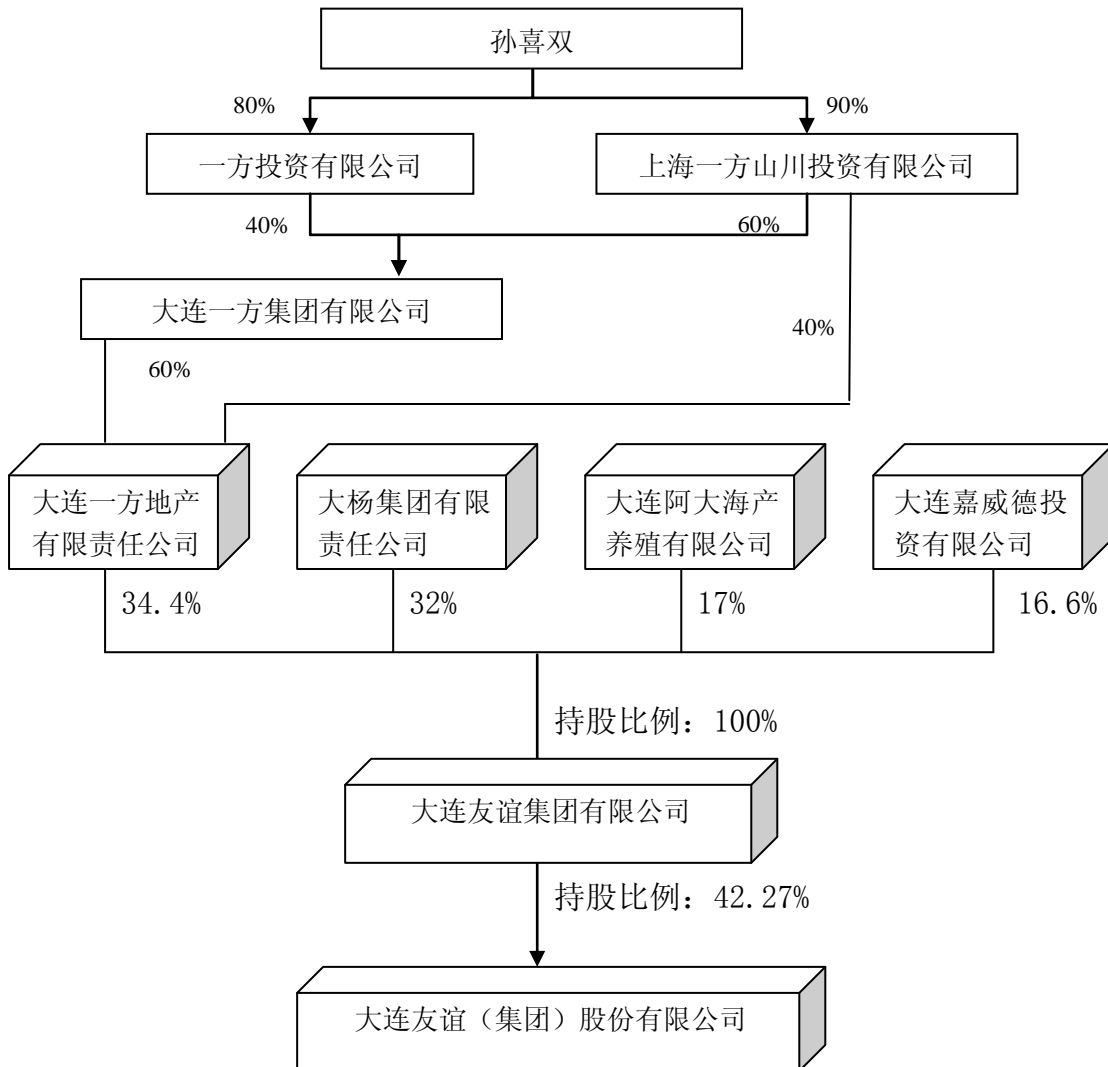 孙喜双
80%
90%
一方投资有限公司
上海一方山川投资有限公司
40%
60%
大连一方集团有限公司
40%
60%
大连一方地产
有限责任公司
大杨集团有限
责任公司
大连阿大海产
养殖有限公司
大连嘉威德投
资有限公司
34.4%
32%
17%
16.6%
持股比例：100%
大连友谊集团有限公司
持股比例：42.27%
大连友谊（集团）股份有限公司